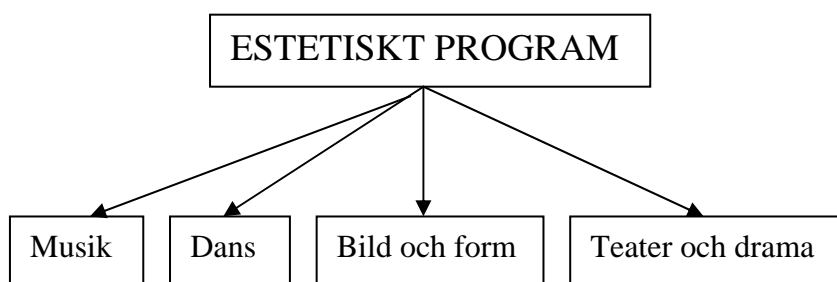 ESTETISKT PROGRAM
Musik
Dans
Bild och form
Teater och drama